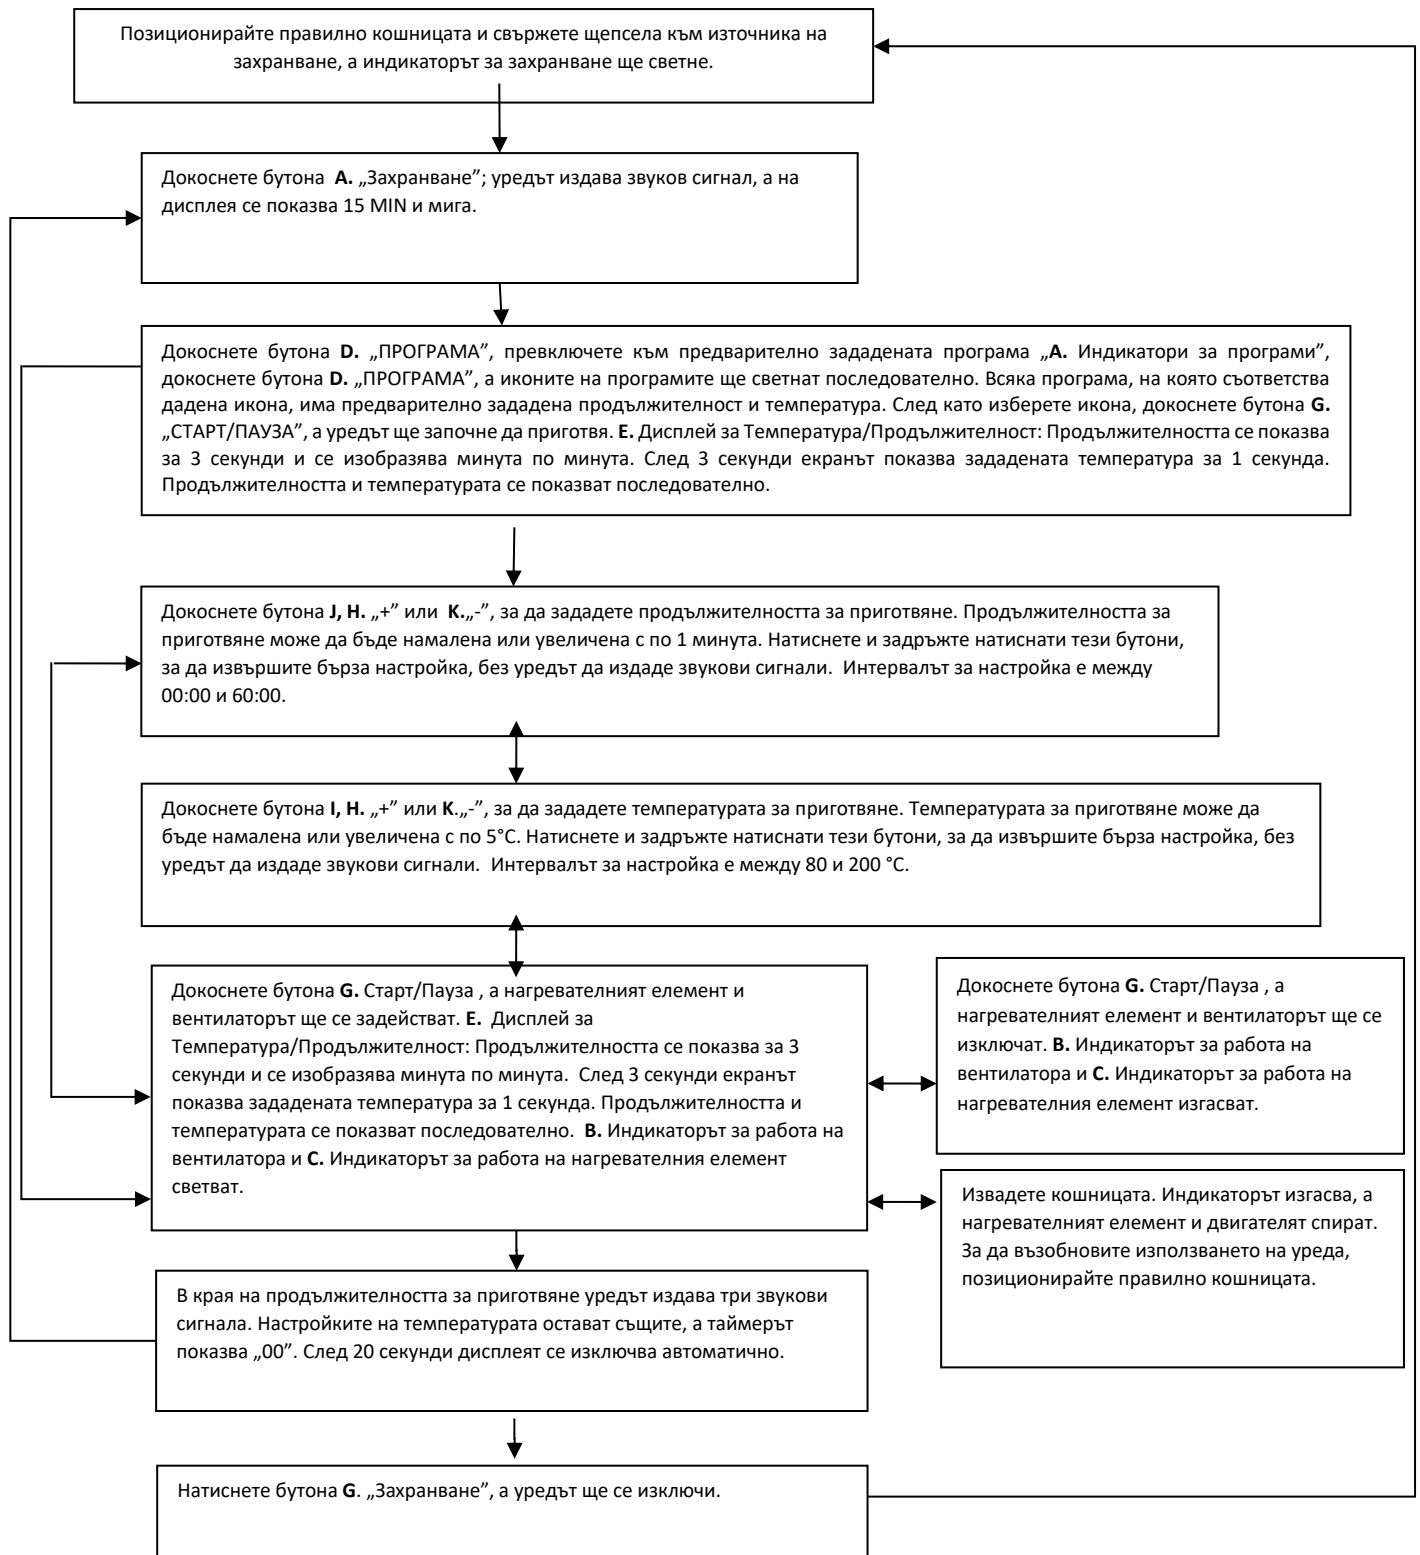 Позиционирайте правилно кошницата и свържете щепсела към източника на
захранване, а индикаторът за захранване ще светне.
Докоснете бутона A. „Захранване”; уредът издава звуков сигнал, а на
дисплея се показва 15 MIN и мига.
Докоснете бутона D. „ПРОГРАМА”, превключете към предварително зададената програма „A. Индикатори за програми”,
докоснете бутона D. „ПРОГРАМА”, а иконите на програмите ще светнат последователно. Всяка програма, на която съответства
дадена икона, има предварително зададена продължителност и температура. След като изберете икона, докоснете бутона G.
„СТАРТ/ПАУЗА”, а уредът ще започне да приготвя. E. Дисплей за Температура/Продължителност: Продължителността се показва
за 3 секунди и се изобразява минута по минута. След 3 секунди екранът показва зададената температура за 1 секунда.
Продължителността и температурата се показват последователно.
Докоснете бутона J, H. „+” или K.„-”, за да зададете продължителността за приготвяне. Продължителността за
приготвяне може да бъде намалена или увеличена с по 1 минута. Натиснете и задръжте натиснати тези бутони,
за да извършите бърза настройка, без уредът да издаде звукови сигнали. Интервалът за настройка е между
00:00 и 60:00.
Докоснете бутона I, H. „+” или K.„-”, за да зададете температурата за приготвяне. Температурата за приготвяне може да
бъде намалена или увеличена с по 5°C. Натиснете и задръжте натиснати тези бутони, за да извършите бърза настройка, без
уредът да издаде звукови сигнали. Интервалът за настройка е между 80 и 200 °C.
Докоснете бутона G. Старт/Пауза , а нагревателният елемент и
вентилаторът ще се задействат. E. Дисплей за
Температура/Продължителност: Продължителността се показва за 3
секунди и се изобразява минута по минута. След 3 секунди екранът
показва зададената температура за 1 секунда. Продължителността и
температурата се показват последователно. B. Индикаторът за работа на
вентилатора и C. Индикаторът за работа на нагревателния елемент
светват.
Докоснете бутона G. Старт/Пауза , а
нагревателният елемент и вентилаторът ще се
изключат. B. Индикаторът за работа на
вентилатора и C. Индикаторът за работа на
нагревателния елемент изгасват.
Извадете кошницата. Индикаторът изгасва, а
нагревателният елемент и двигателят спират.
За да възобновите използването на уреда,
позиционирайте правилно кошницата.
В края на продължителността за приготвяне уредът издава три звукови
сигнала. Настройките на температурата остават същите, а таймерът
показва „00”. След 20 секунди дисплеят се изключва автоматично.
Натиснете бутона G. „Захранване”, а уредът ще се изключи.